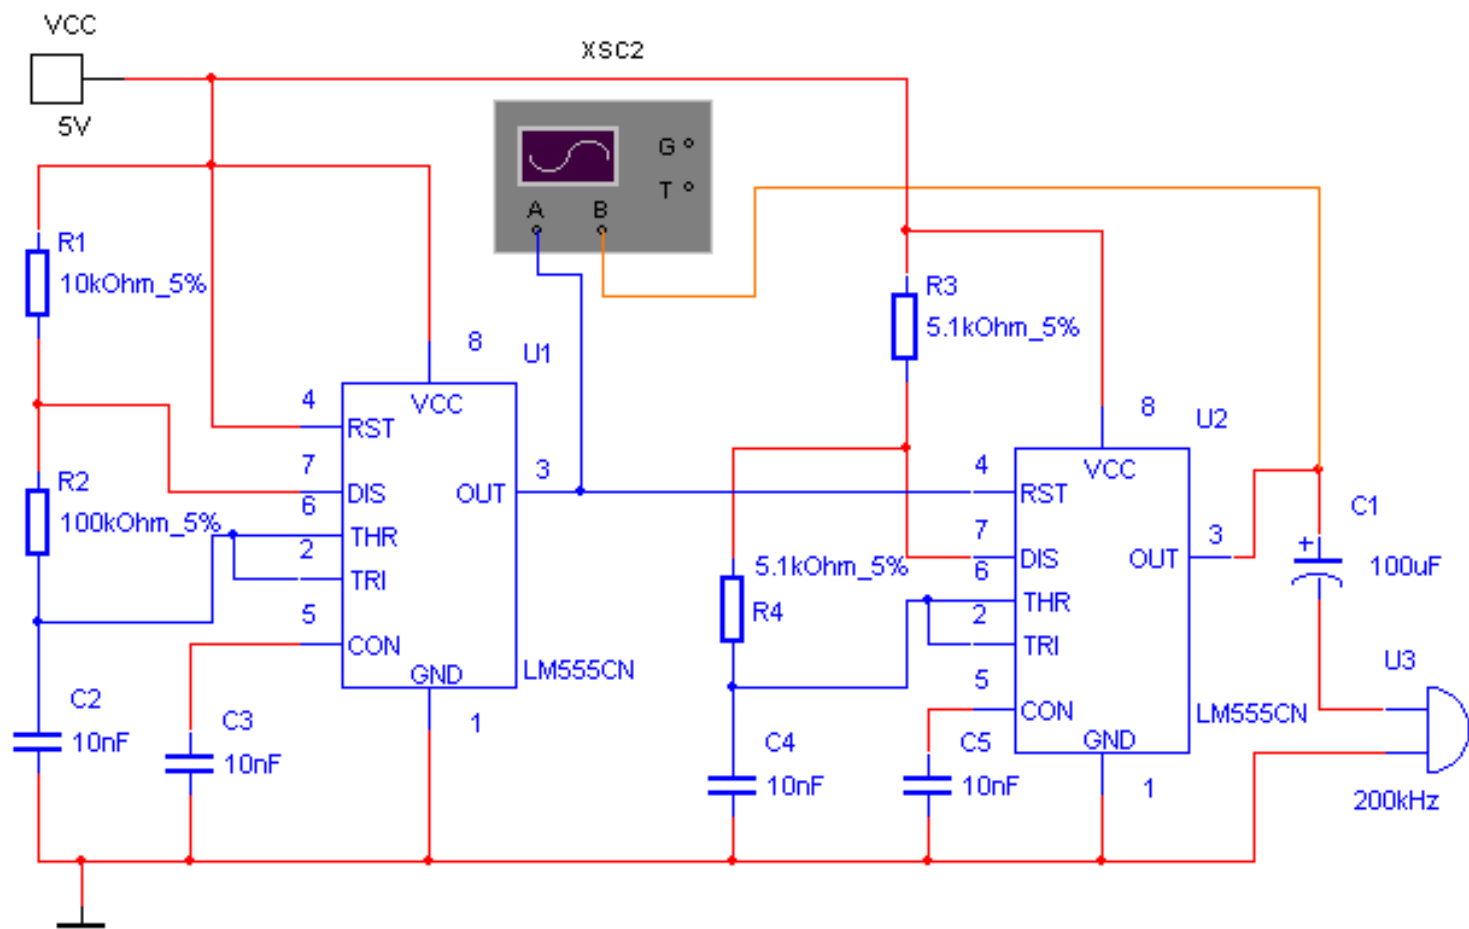 VCC
5V
XSC2
G
T
A
B
R1
10kOhm_5%
R2
100kOhm_5%
C2
10nF
C3
10nF
8
U1
4
VCC
RST
7
DIS
3
OUT
6
THR
2
TRI
5
CON
GND
LM555CN
1
R3
5.1kOhm_5%
5.1kOhm_5%
R4
C4
10nF
C5
10nF
8
U2
4
VCC
RST
7
DIS
3
OUT
6
THR
2
TRI
5
CON
GND
LM555CN
1
C1
+
100uF
U3
200kHz